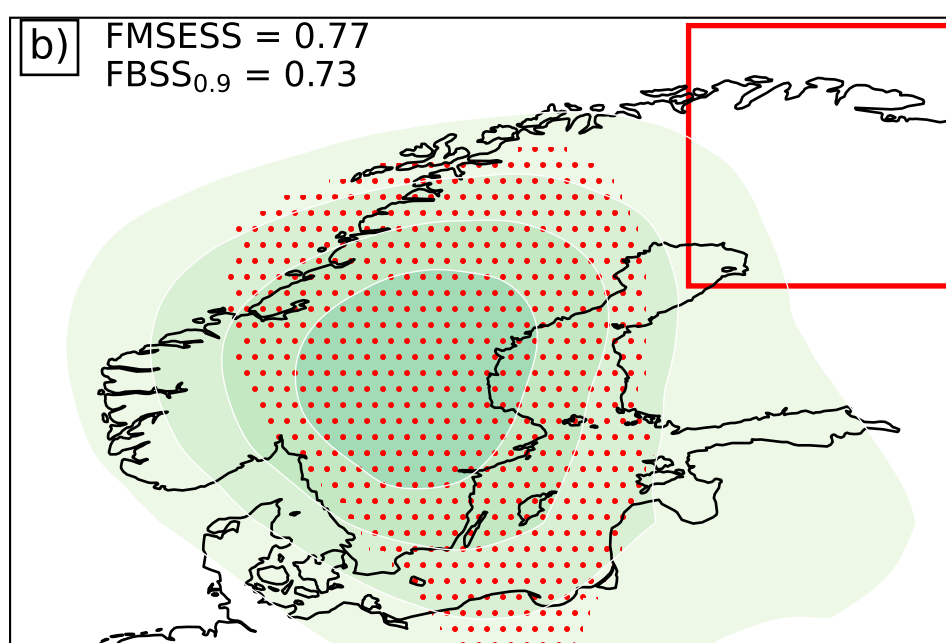 b)
FMSESS = 0.77
FBSS0.9 = 0.73